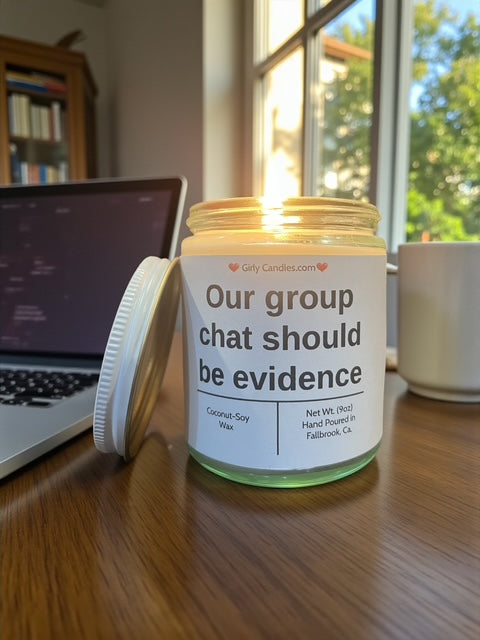 Girly Candies.com
Our group
chat should
be evidence
Coconut-Soy
Wax
Net Wt. (9oz)
Hand Poured in
Fallbrook, Ca.